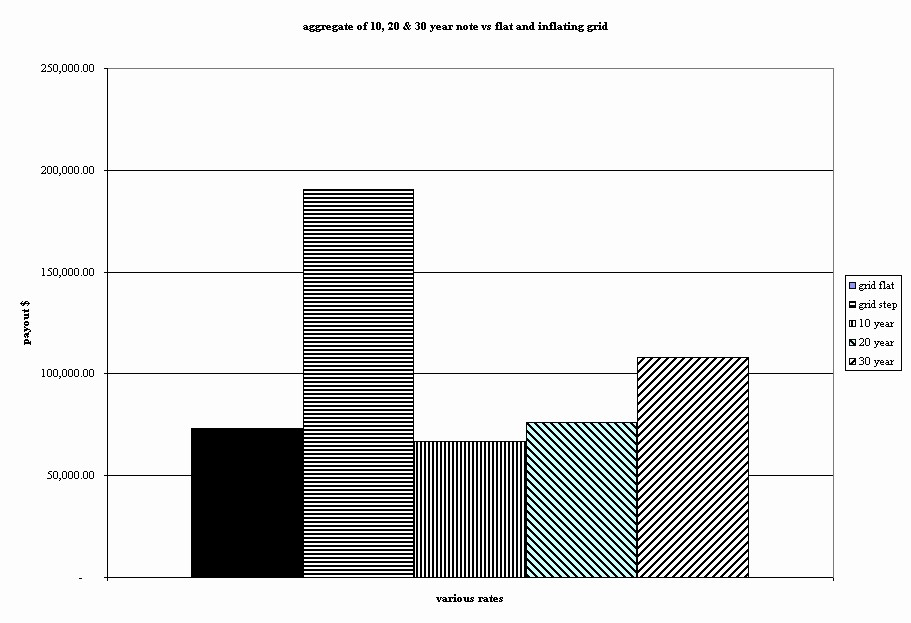 aggregate of 10, 20 & 30 year note vs flat and inflating grid
250,000.00
200,000.00
150,000.00
100,000.00
50,000.00
-
payout $
various rates
grid flat
grid step
10 year
20 year
30 year